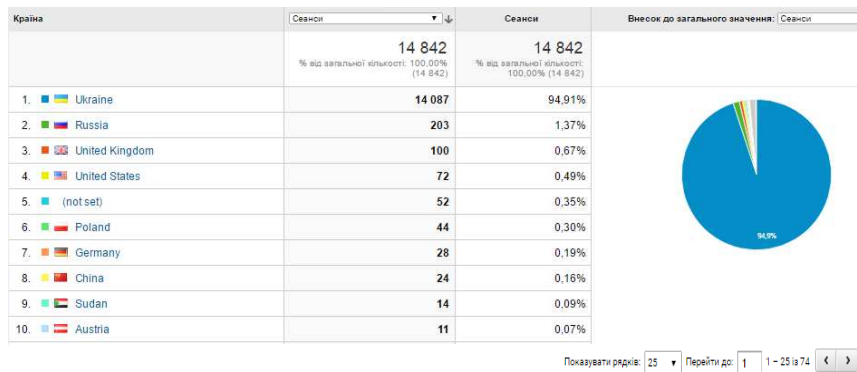 Країна Сеанси Сеанси Внесок до загального значення: Сеанси
14 842 14 842
% від загальної кількості: 100,00% % від загальної кількості:
(14 842) 100,00% (14 842)
1. Ukraine 14 087 94,91%
2. Russia 203 1,37%
3. United Kingdom 100 0,67%
4. United States 72 0,49%
5. (not set) 52 0,35%
6. Poland 44 0,30%
7. Germany 28 0,19%
8. China 24 0,16%
9. Sudan 14 0,09%
10. Austria 11 0,07%
94,9%
Показувати рядків: 25 Перейти до: 1 1 – 25 із 74